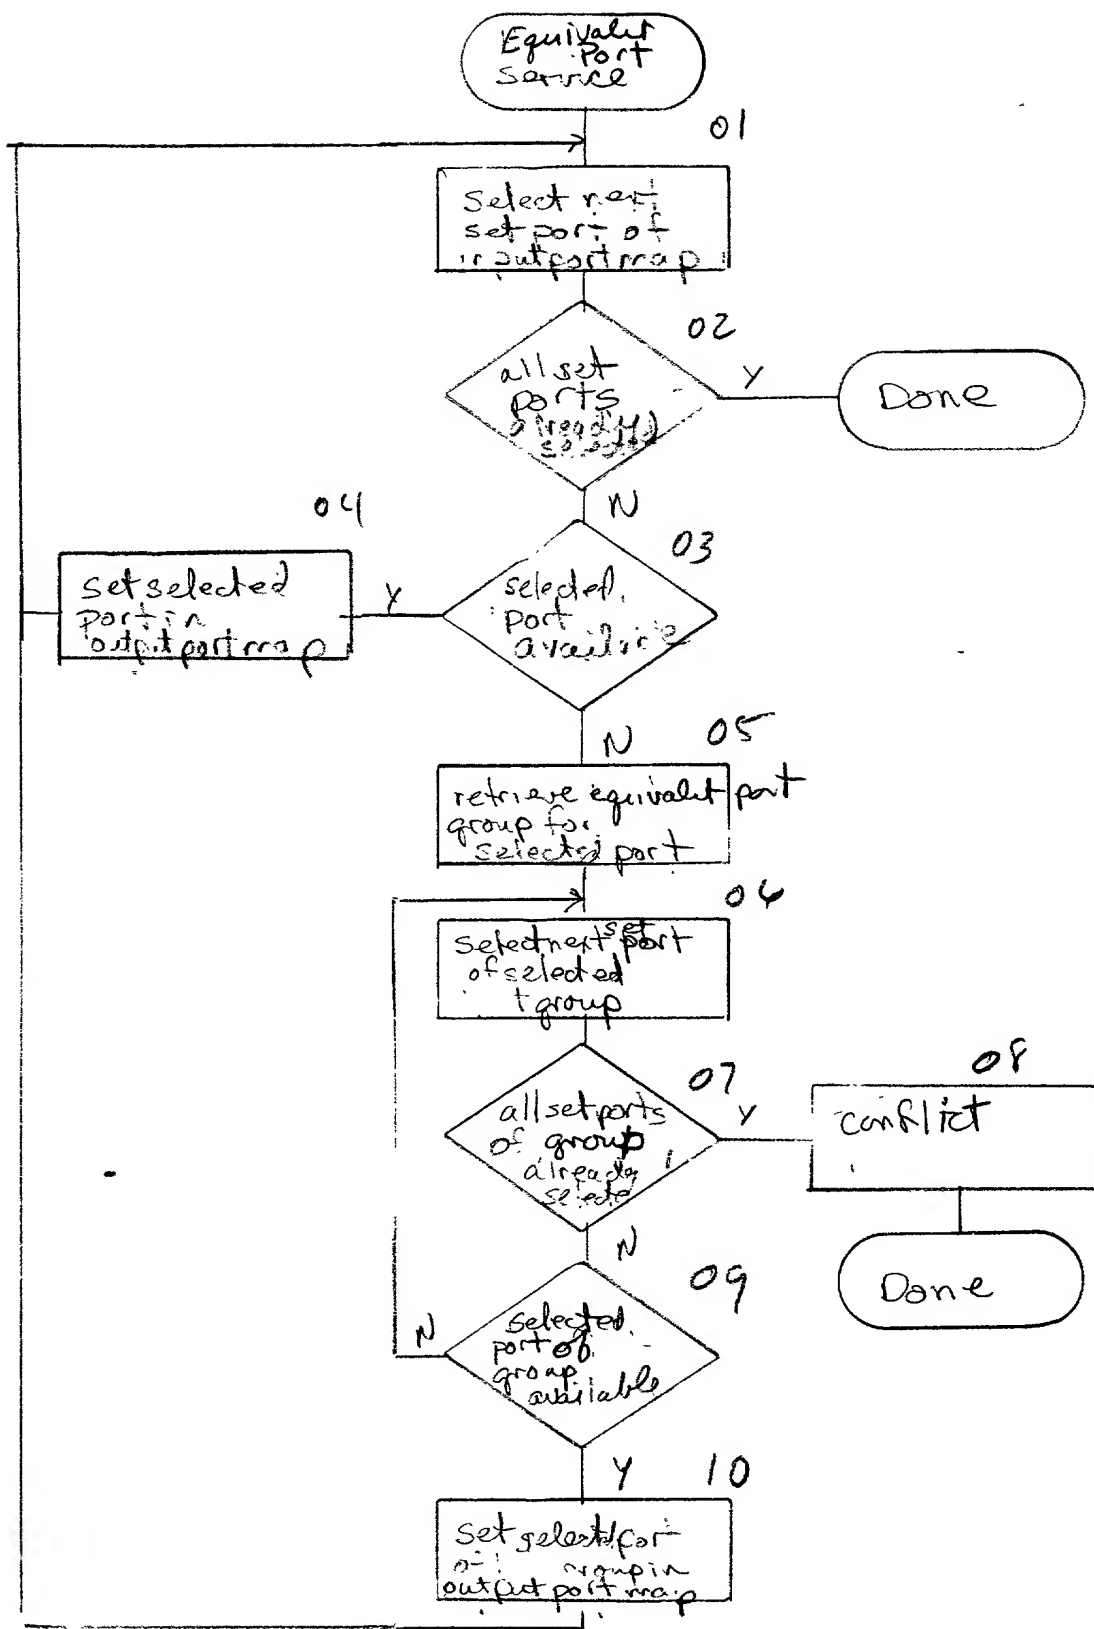 Equivalent
Port
Service
01
Select next
set port of
input port map
02
all set
ports
already
selected
Y
Done
N
04
03
set selected
port in
output port map
Y
selected
port
available
N
05
retrieve equivalent port
group for
selected port
06
set
select next port
of selected
group
07
08
all set ports
of group
already
selected
Y
conflict
N
Done
09
selected
port of
group
available
N
Y
10
Set selected port
of group in
output port map